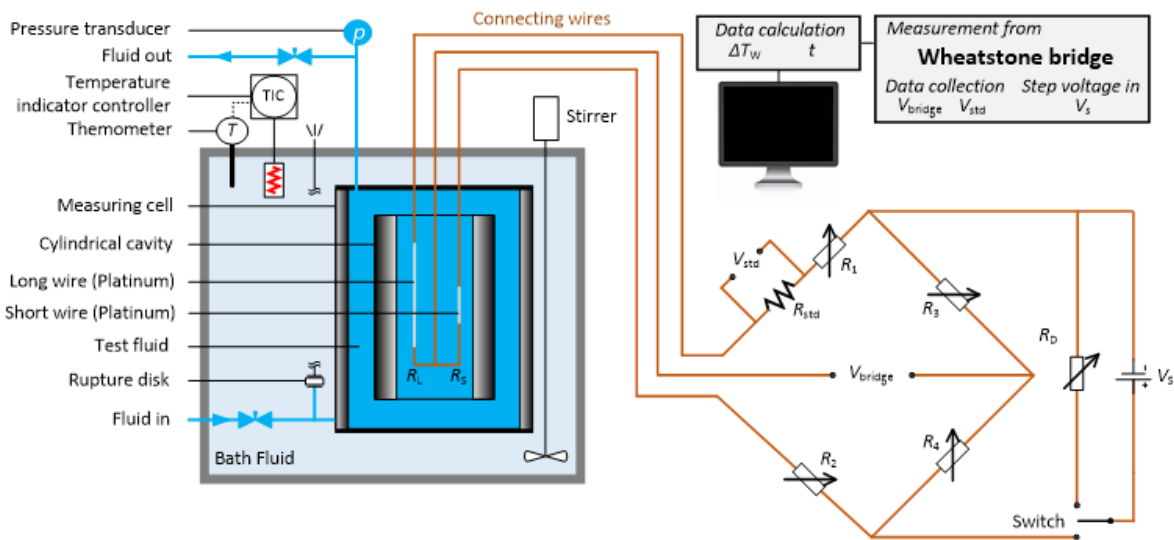 Pressure transducer
p
Fluid out
Temperature
indicator controller
TIC
Themometer
T
Measuring cell
Cylindrical cavity
Long wire (Platinum)
Short wire (Platinum)
Test fluid
Rupture disk
Fluid in
Bath Fluid
R_L
R_S
Stirrer
Connecting wires
Data calculation
ΔT_W t
Measurement from
Wheatstone bridge
Data collection Step voltage in
V_bridge V_std V_s
V_std
R_std
R_1
R_3
R_D
V_S
V_bridge
R_2
R_4
Switch